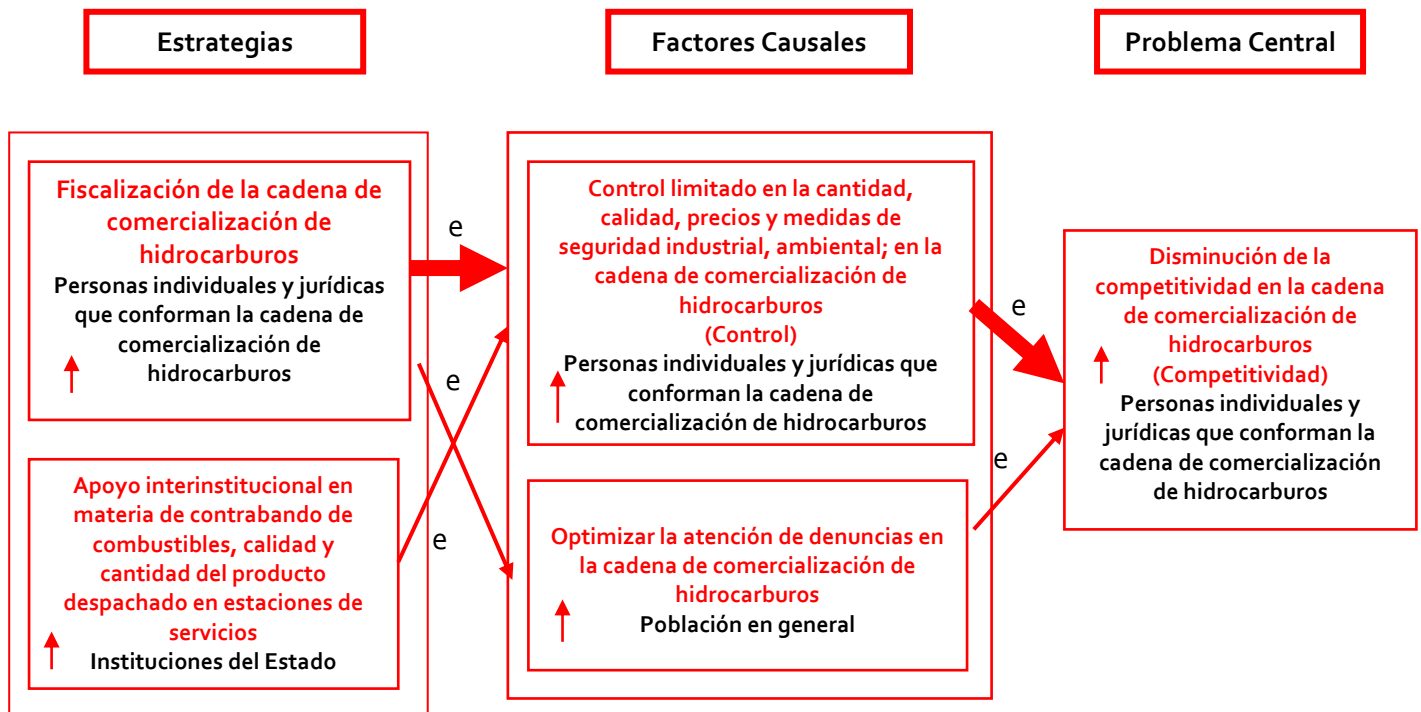 Estrategias
Factores Causales
Problema Central
Fiscalización de la cadena de
comercialización de
hidrocarburos
Personas individuales y jurídicas
que conforman la cadena de
comercialización de
hidrocarburos
Apoyo interinstitucional en
materia de contrabando de
combustibles, calidad y
cantidad del producto
despachado en estaciones de
servicios
Instituciones del Estado
e
e
e
Control limitado en la cantidad,
calidad, precios y medidas de
seguridad industrial, ambiental; en la
cadena de comercialización de
hidrocarburos
(Control)
Personas individuales y jurídicas que
conforman la cadena de
comercialización de hidrocarburos
Optimizar la atención de denuncias en
la cadena de comercialización de
hidrocarburos
Población en general
e
e
Disminución de la
competitividad en la cadena
de comercialización de
hidrocarburos
(Competitividad)
Personas individuales y
jurídicas que conforman la
cadena de comercialización
de hidrocarburos